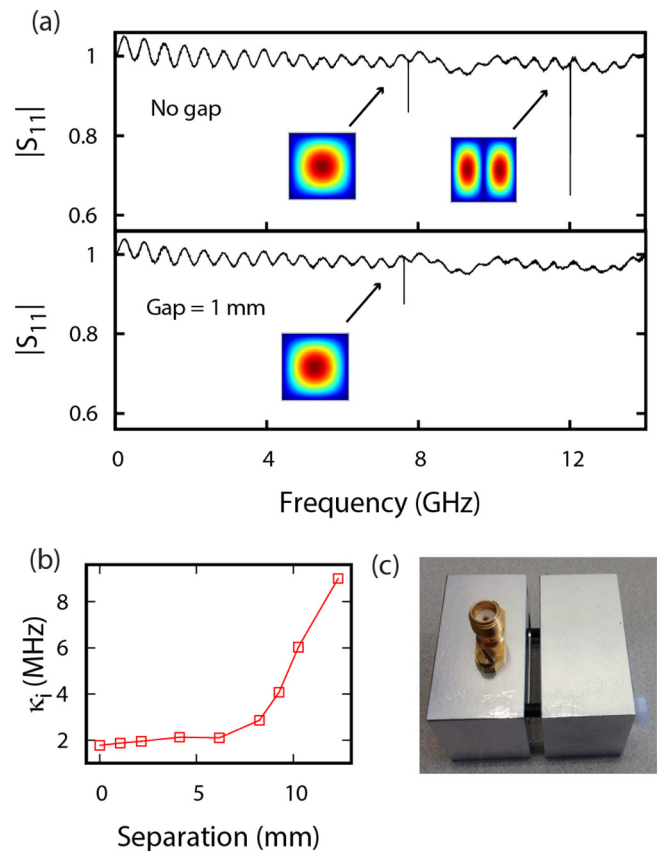 (a)
1
No gap
0.8
|S₁₁|
0.6
1
Gap = 1 mm
0.8
|S₁₁|
0.6
0 4 8 12
Frequency (GHz)
(b)
8
6
4
2
κᵢ (MHz)
0 5 10
Separation (mm)
(c)